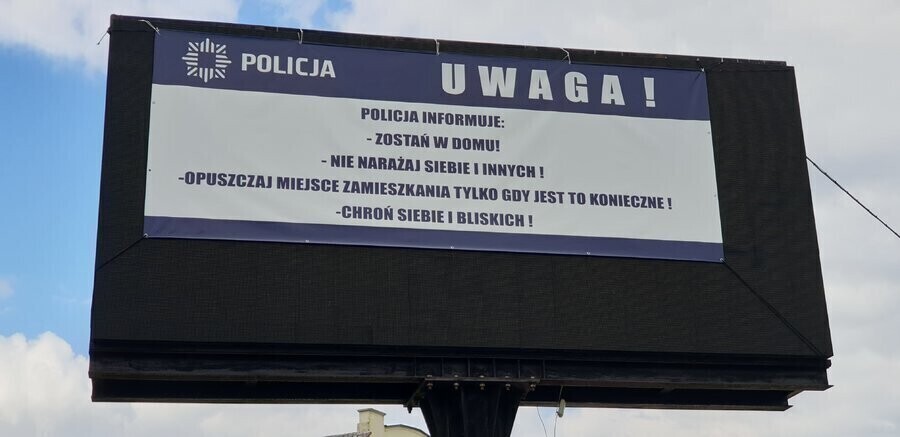 POLICJA
UWAGA !
POLICJA INFORMUJE:
- ZOSTAŃ W DOMU!
- NIE NARAŻAJ SIEBIE I INNYCH !
-OPUSZCZAJ MIEJSCE ZAMIESZKANIA TYLKO GDY JEST TO KONIECZNE !
-CHROŃ SIEBIE I BLISKICH !